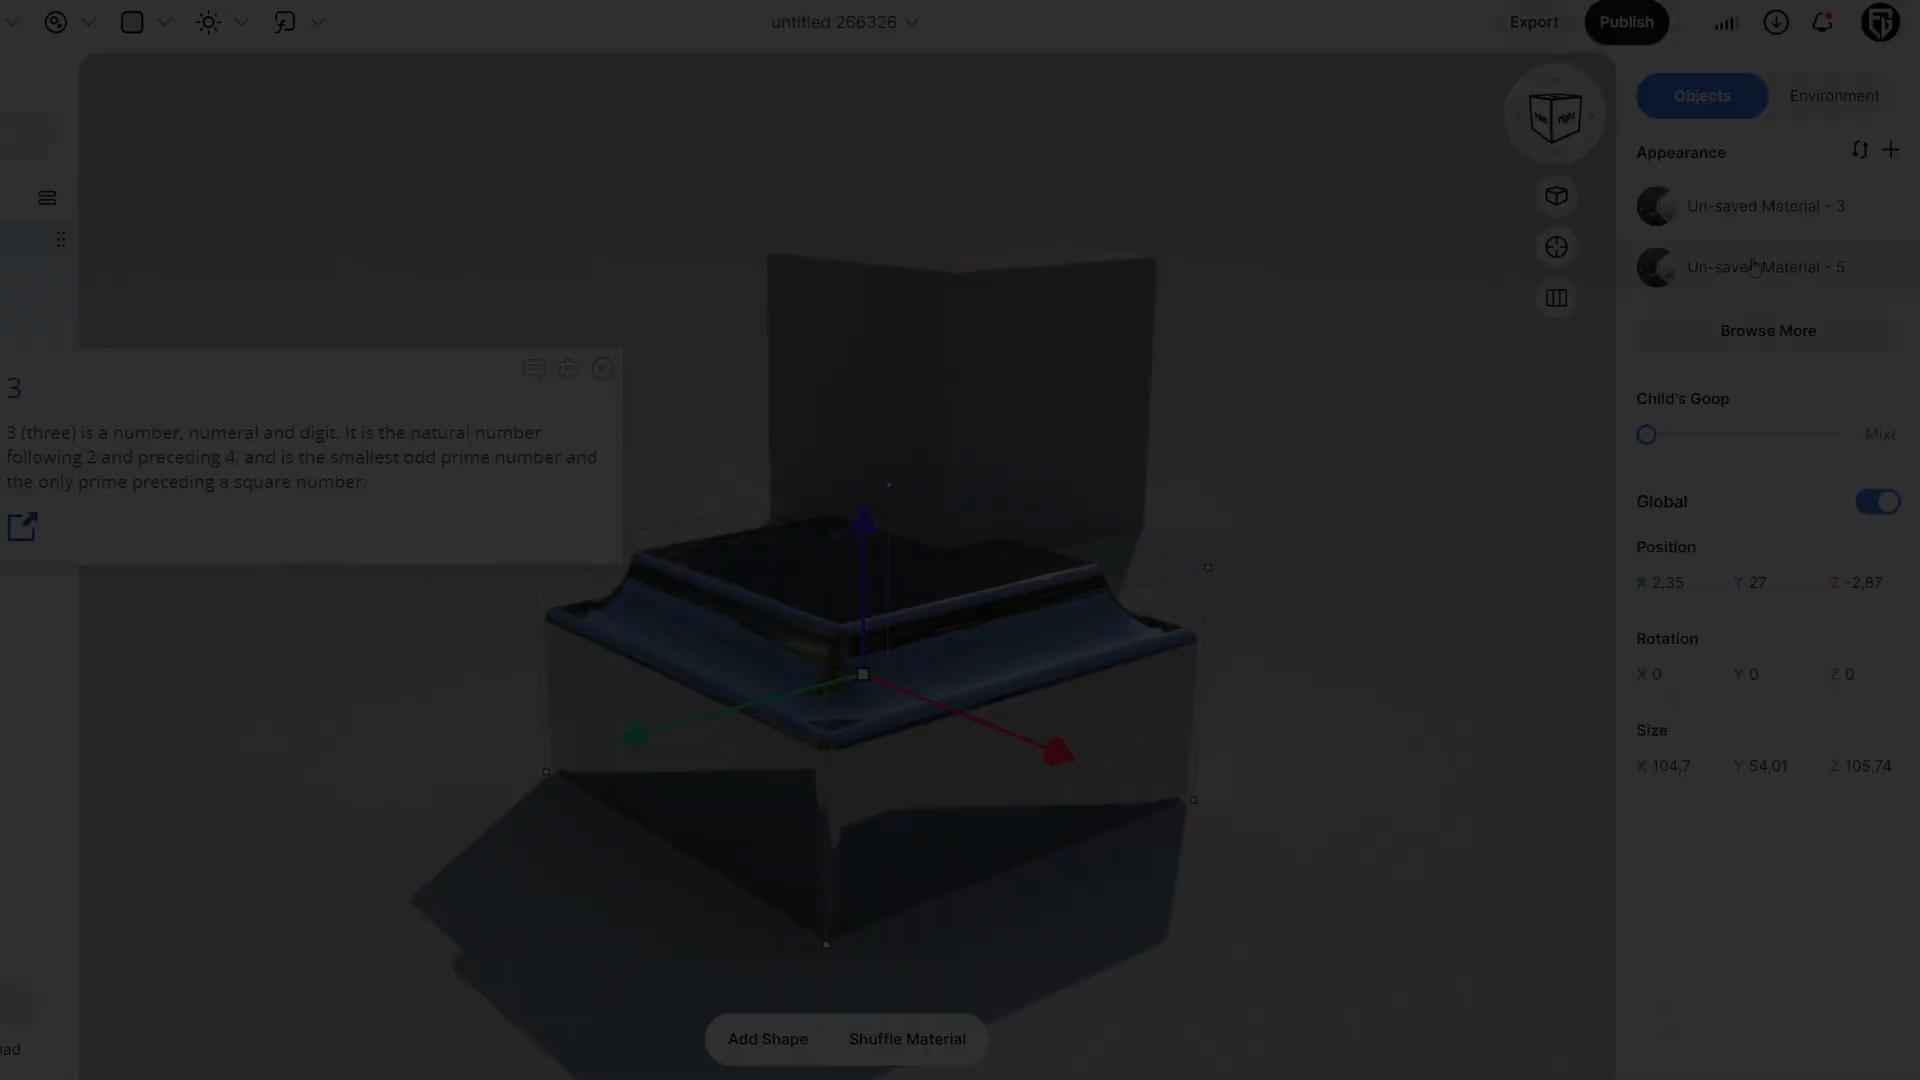 untitled 266326
Export
Publish
Objects
Environment
Appearance
Un-saved Material - 3
Un-saved Material - 5
Browse More
Child's Goop
Mixe
Global
Position
X 2,35 Y 27 Z -2,87
Rotation
X 0 Y 0 Z 0
Size
X 104,7 Y 54,01 Z 105,74
right
3
3 (three) is a number, numeral and digit. It is the natural number
following 2 and preceding 4, and is the smallest odd prime number and
the only prime preceding a square number.
Add Shape
Shuffle Material